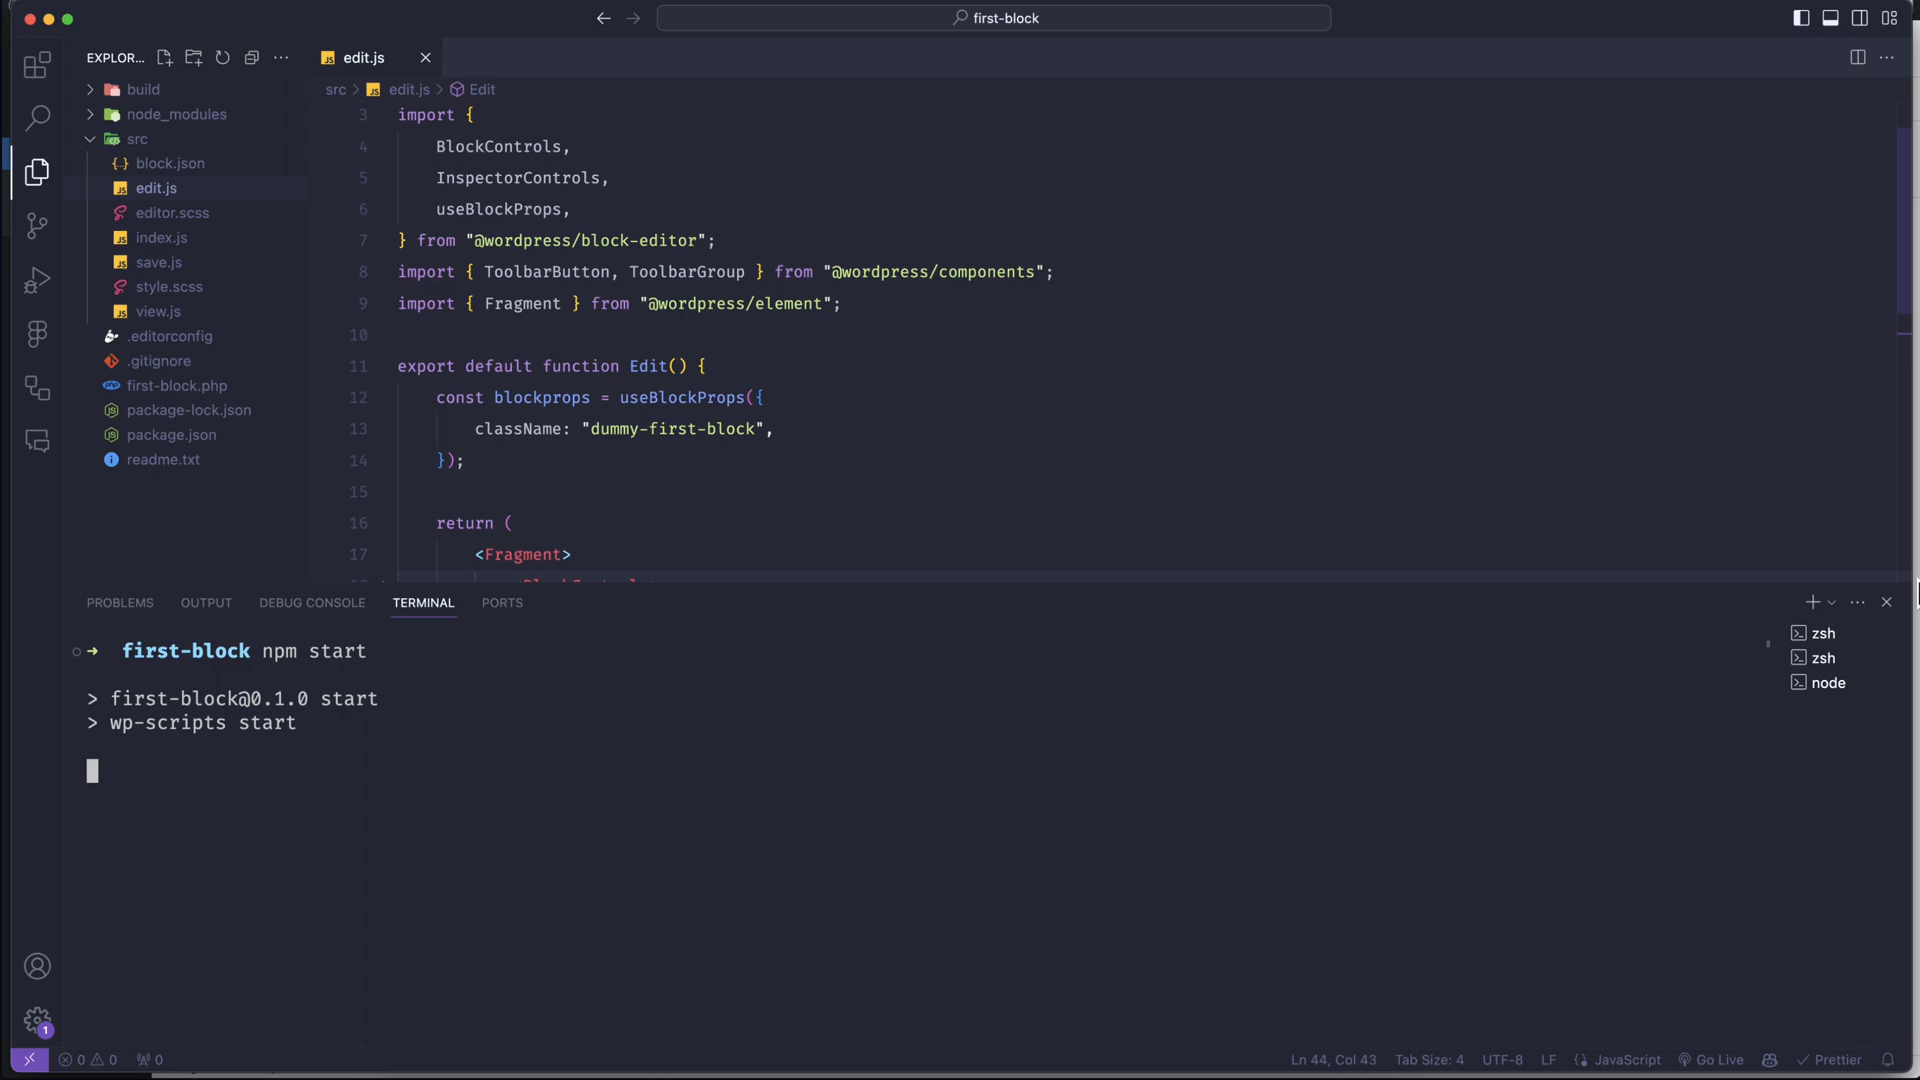 first-block
EXPLOR...
build
node_modules
src
block.json
edit.js
editor.scss
index.js
save.js
style.scss
view.js
.editorconfig
.gitignore
first-block.php
package-lock.json
package.json
readme.txt
edit.js
src > edit.js > Edit
3 import {
4 BlockControls,
5 InspectorControls,
6 useBlockProps,
7 } from "@wordpress/block-editor";
8 import { ToolbarButton, ToolbarGroup } from "@wordpress/components";
9 import { Fragment } from "@wordpress/element";
10
11 export default function Edit() {
12 const blockprops = useBlockProps({
13 className: "dummy-first-block",
14 });
15
16 return (
17 <Fragment>
PROBLEMS OUTPUT DEBUG CONSOLE TERMINAL PORTS
first-block npm start
> first-block@0.1.0 start
> wp-scripts start
zsh
zsh
node
1
0 0 0 Ln 44, Col 43 Tab Size: 4 UTF-8 LF JavaScript Go Live Prettier